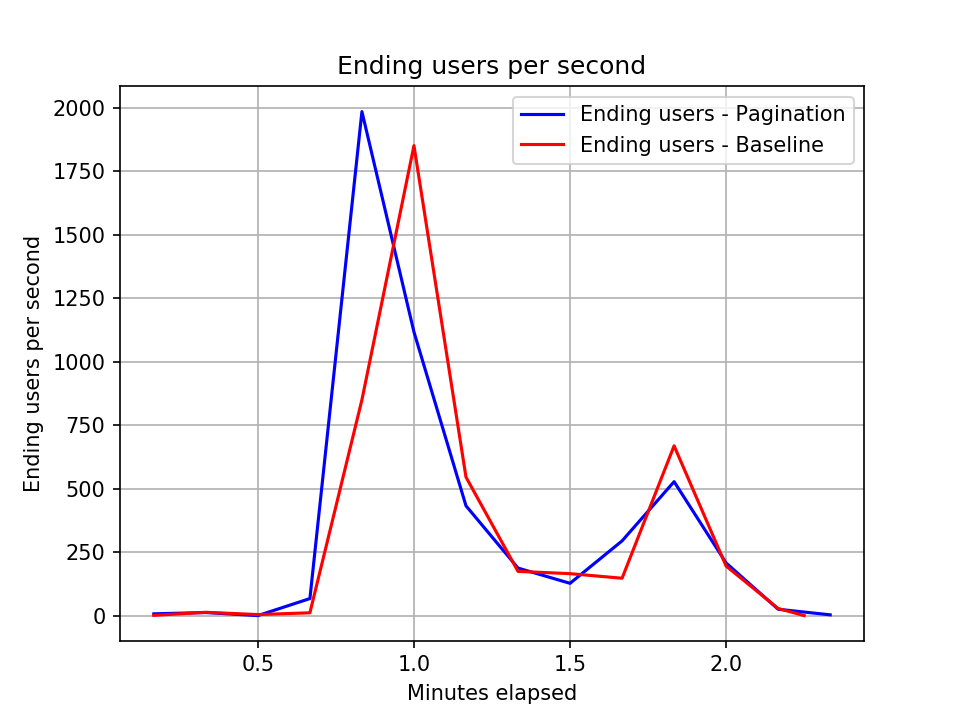 Ending users per second
Ending users - Pagination
Ending users - Baseline
2000
1750
1500
1250
1000
750
500
250
0
Ending users per second
0.5 1.0 1.5 2.0
Minutes elapsed